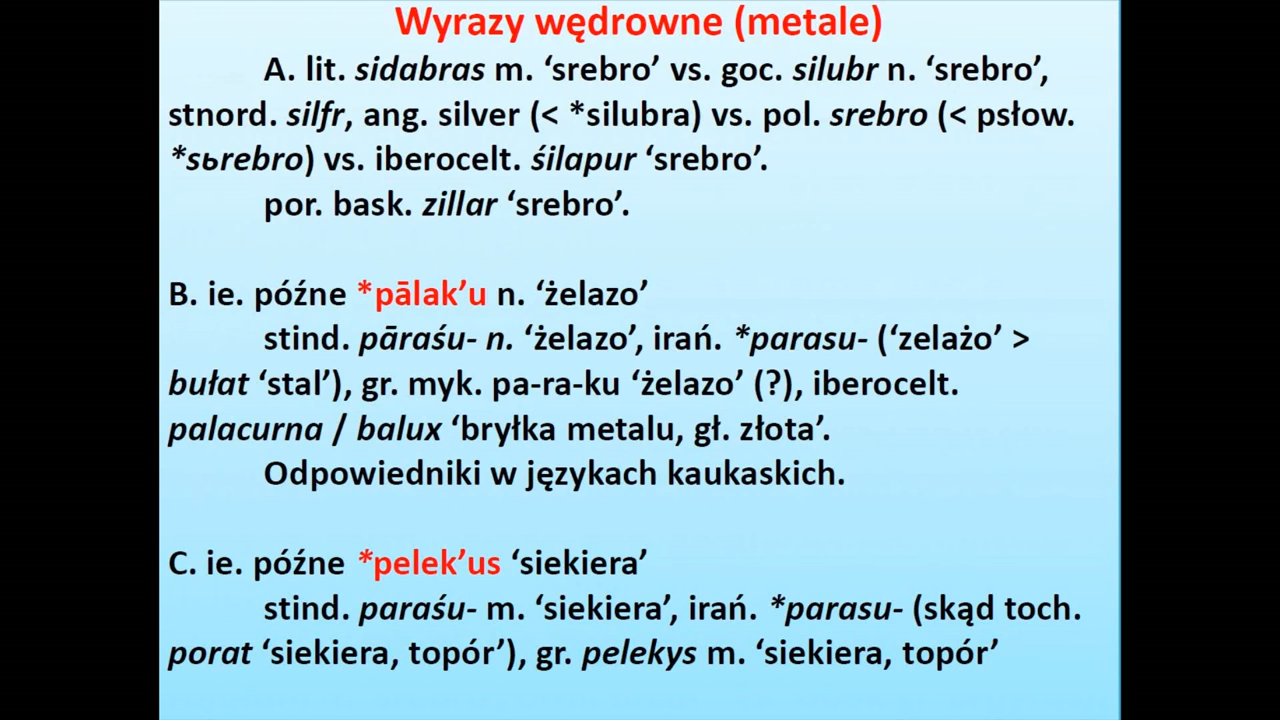 Wyrazy wędrowne (metale)
A. lit. sidabras m. ‘srebro’ vs. goc. silubr n. ‘srebro’,
stnord. silfr, ang. silver (< *silubra) vs. pol. srebro (< psłow.
*sьrebro) vs. iberocelt. śilapur ‘srebro’.
por. bask. zillar ‘srebro’.
B. ie. późne *pālak’u n. ‘żelazo’
stind. pāraśu- n. ‘żelazo’, irań. *parasu- (‘zelażo’ >
bułat ‘stal’), gr. myk. pa-ra-ku ‘żelazo’ (?), iberocelt.
palacurna / balux ‘bryłka metalu, gł. złota’.
Odpowiedniki w językach kaukaskich.
C. ie. późne *pelek’us ‘siekiera’
stind. paraśu- m. ‘siekiera’, irań. *parasu- (skąd toch.
porat ‘siekiera, topór’), gr. pelekys m. ‘siekiera, topór’